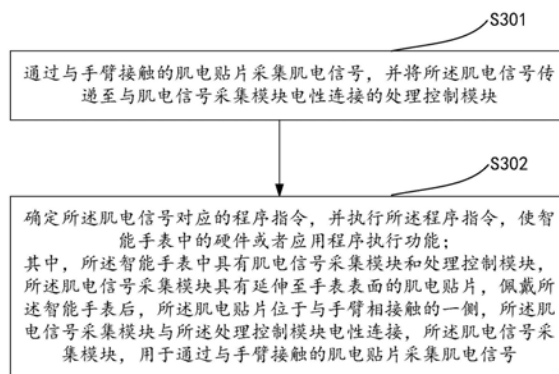 S301
通过与手臂接触的肌电贴片采集肌电信号，并将所述肌电信号传
递至与肌电信号采集模块电性连接的处理控制模块
S302
确定所述肌电信号对应的程序指令，并执行所述程序指令，使智
能手表中的硬件或者应用程序执行功能；
其中，所述智能手表中具有肌电信号采集模块和处理控制模块，
所述肌电信号采集模块具有延伸至手表表面的肌电贴片，佩戴所
述智能手表后，所述肌电贴片位于与手臂相接触的一侧，所述肌
电信号采集模块与所述处理控制模块电性连接，所述肌电信号采
集模块，用于通过与手臂接触的肌电贴片采集肌电信号